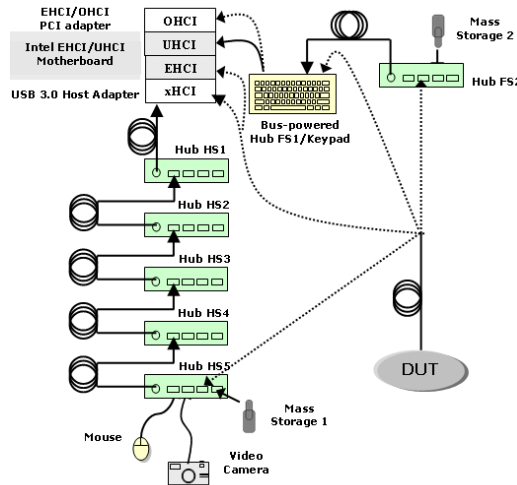 EHCI/OHCI
PCI adapter
Intel EHCI/UHCI
Motherboard
USB 3.0 Host Adapter
OHCI
UHCI
EHCI
xHCI
Mass
Storage 2
Hub FS2
Bus-powered
Hub FS1/Keypad
Hub HS1
Hub HS2
Hub HS3
Hub HS4
Hub HS5
DUT
Mass
Storage 1
Mouse
Video
Camera